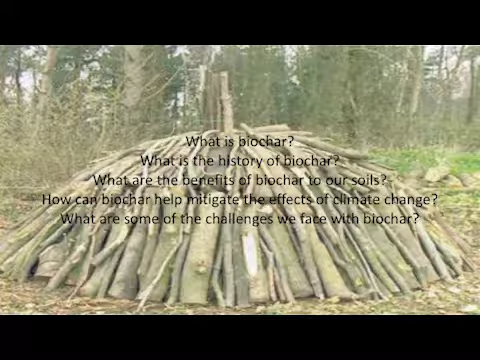 What is biochar?
What is the history of biochar?
What are the benefits of biochar to our soils?
How can biochar help mitigate the effects of climate change?
What are some of the challenges we face with biochar?